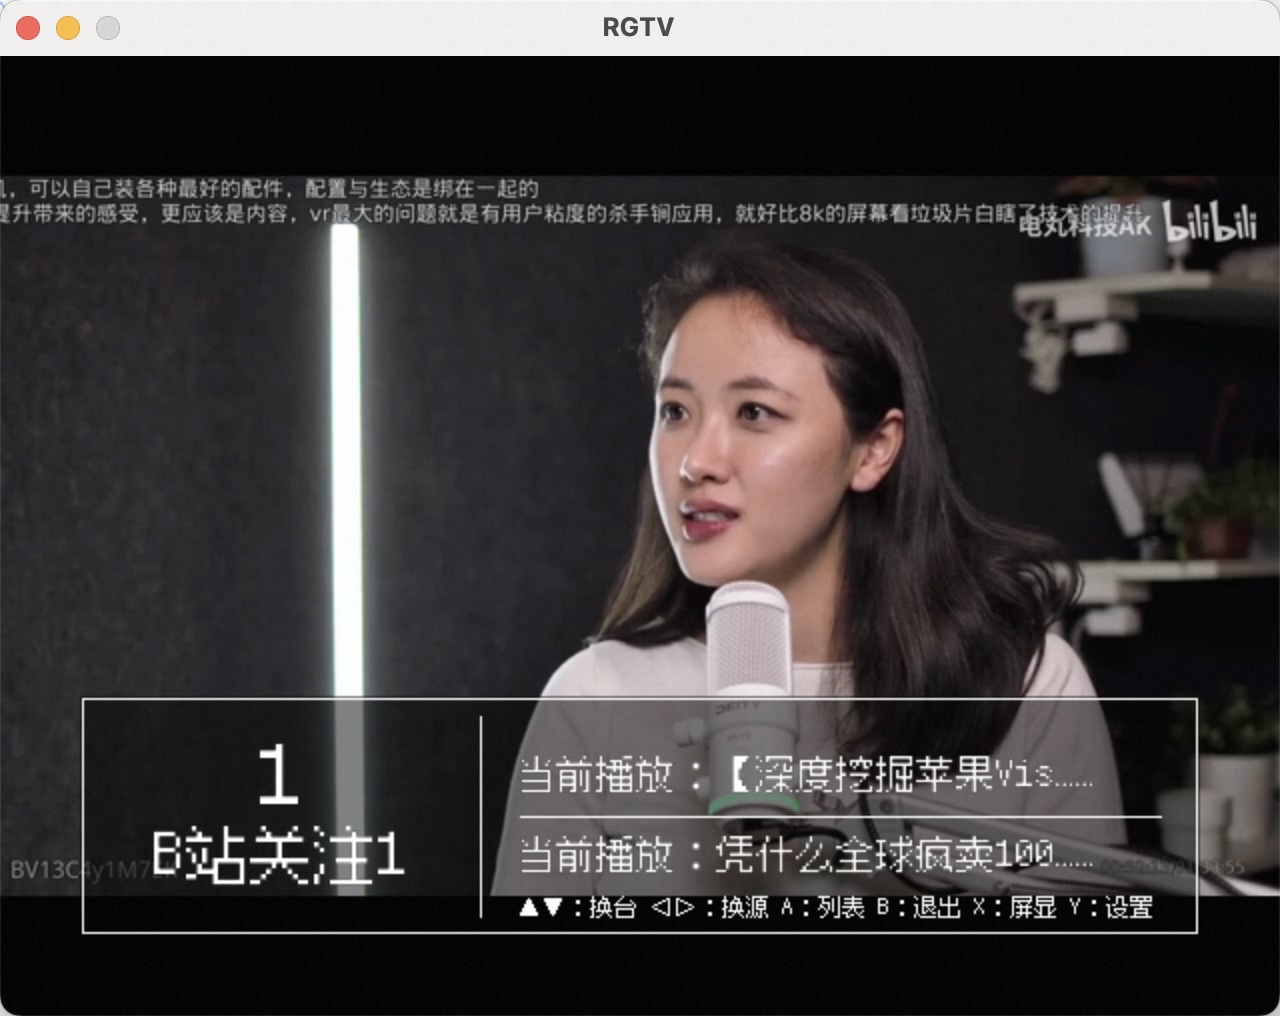 RGTV
，可以自己装各种最好的配件，配置与生态是绑在一起的
提升带来的感受，更应该是内容，vr最大的问题就是有用户粘度的杀手锏应用，就好比8k的屏幕看垃圾片白瞎了技术的提升
电丸科技AK bilibili
DEITY
1
B站关注1
当前播放：【深度挖掘苹果Vis……
当前播放：凭什么全球疯卖100……
▲▼：换台 ◁▷：换源 A：列表 B：退出 X：屏显 Y：设置